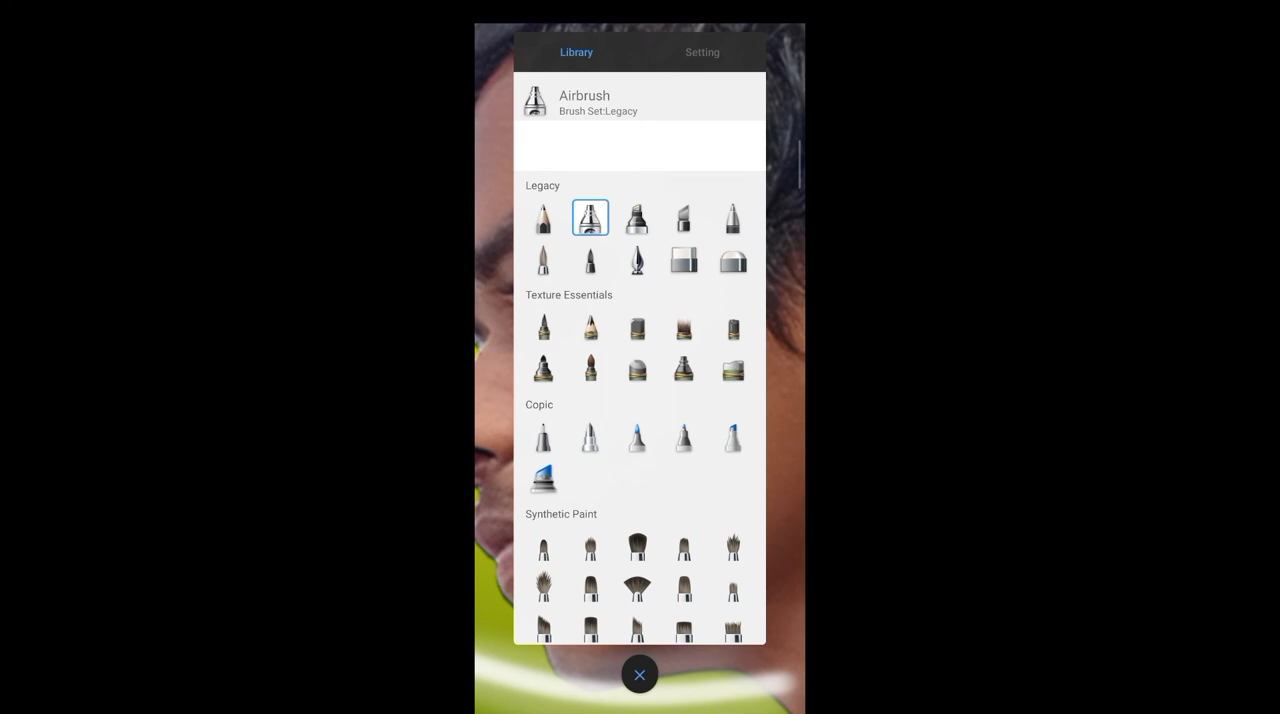 Library
Setting
Airbrush
Brush Set:Legacy
Legacy
Texture Essentials
Copic
Synthetic Paint